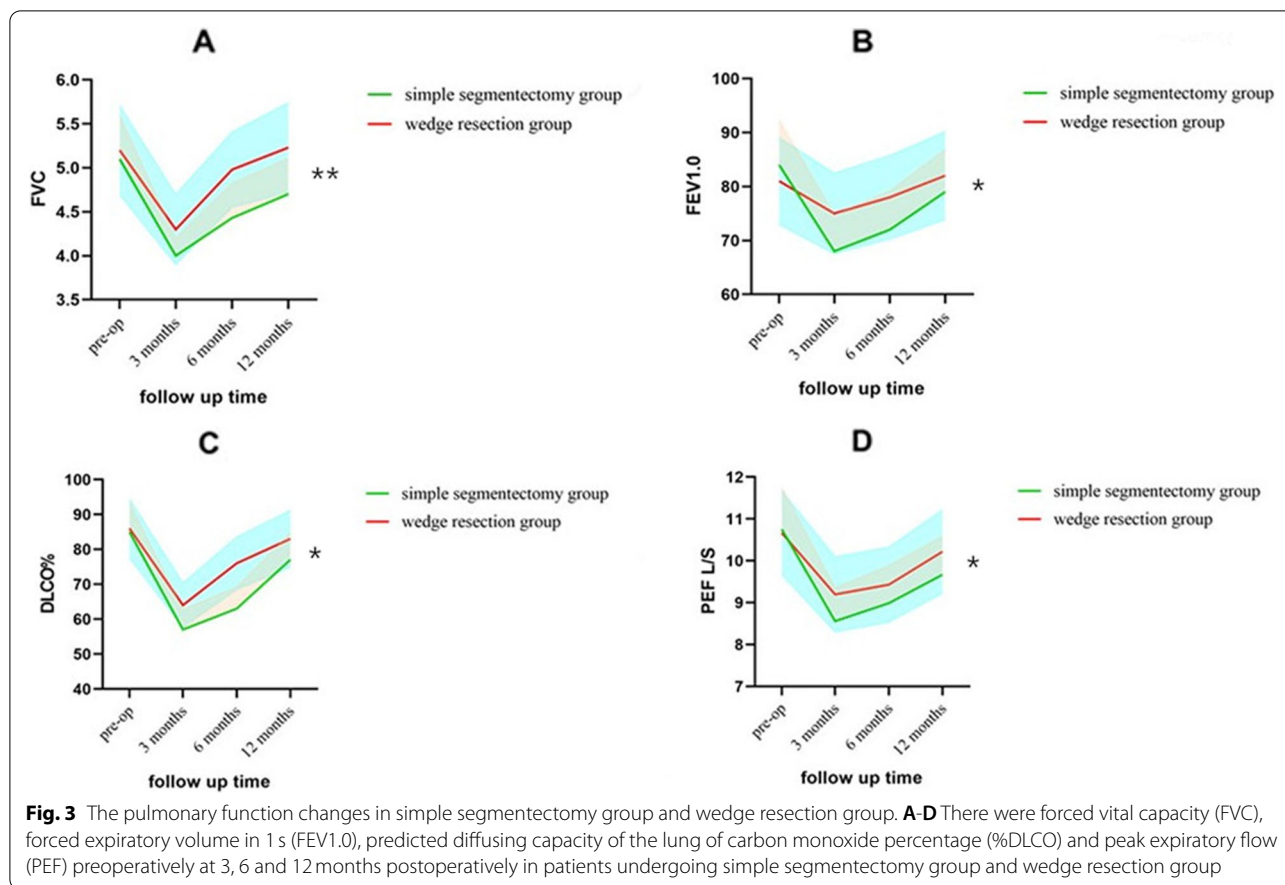 A
6.0
5.5
5.0
4.5
4.0
3.5
FVC
pre-op
3 months
6 months
12 months
follow up time
simple segmentectomy group
wedge resection group
**
B
100
90
80
70
60
FEV1.0
pre-op
3 months
6 months
12 months
follow up time
simple segmentectomy group
wedge resection group
*
C
100
90
80
70
60
50
40
DLCO%
pre-op
3 months
6 months
12 months
follow up time
simple segmentectomy group
wedge resection group
*
D
12
11
10
9
8
7
PEF L/S
pre-op
3 months
6 months
12 months
follow up time
simple segmentectomy group
wedge resection group
*
Fig. 3 The pulmonary function changes in simple segmentectomy group and wedge resection group. A-D There were forced vital capacity (FVC),
forced expiratory volume in 1 s (FEV1.0), predicted diffusing capacity of the lung of carbon monoxide percentage (%DLCO) and peak expiratory flow
(PEF) preoperatively at 3, 6 and 12 months postoperatively in patients undergoing simple segmentectomy group and wedge resection group